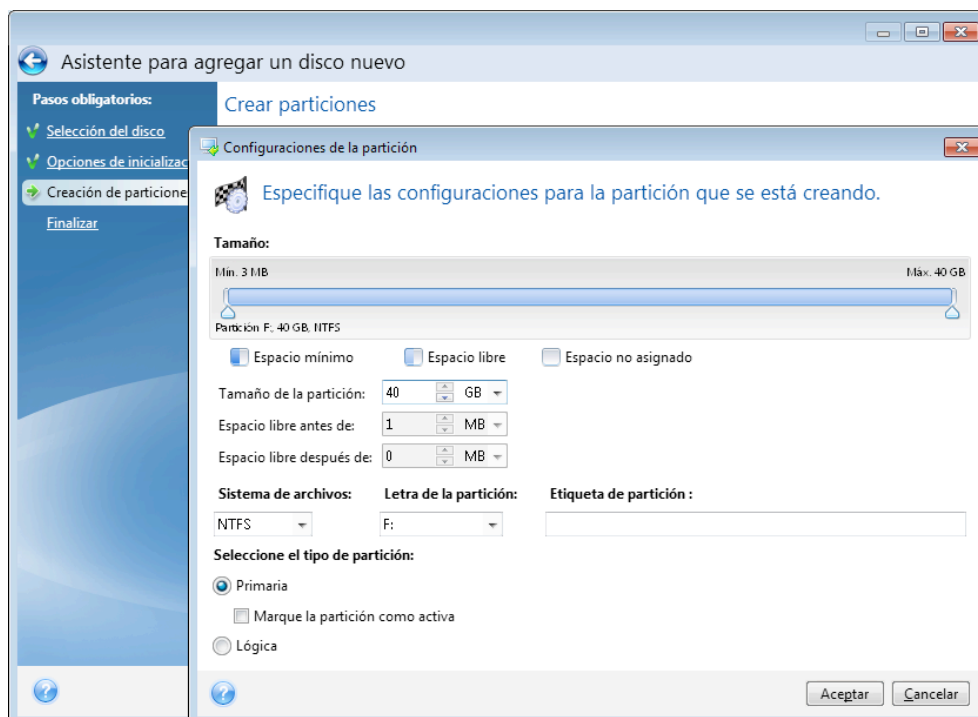 Asistente para agregar un disco nuevo
Pasos obligatorios:
Crear particiones
Selección del disco
Opciones de inicializac
Creación de particione
Finalizar
Configuraciones de la partición
Especifique las configuraciones para la partición que se está creando.
Tamaño:
Mín. 3 MB Máx. 40 GB
Partición F:, 40 GB, NTFS
Espacio mínimo Espacio libre Espacio no asignado
Tamaño de la partición: 40 GB
Espacio libre antes de: 1 MB
Espacio libre después de: 0 MB
Sistema de archivos: Letra de la partición: Etiqueta de partición :
NTFS F:
Seleccione el tipo de partición:
Primaria
Marque la partición como activa
Lógica
Aceptar Cancelar